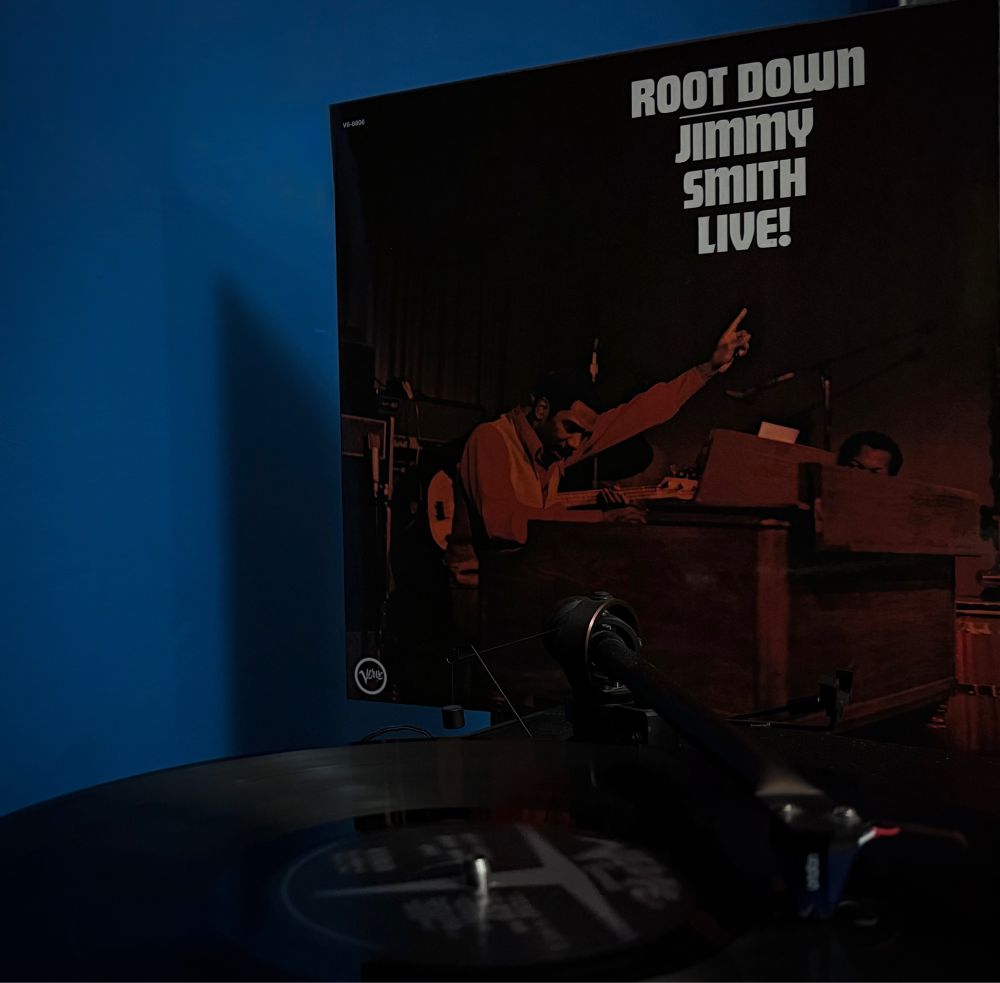 V6-8806
ROOT DOWN
JIMMY
SMITH
LIVE!
Verve